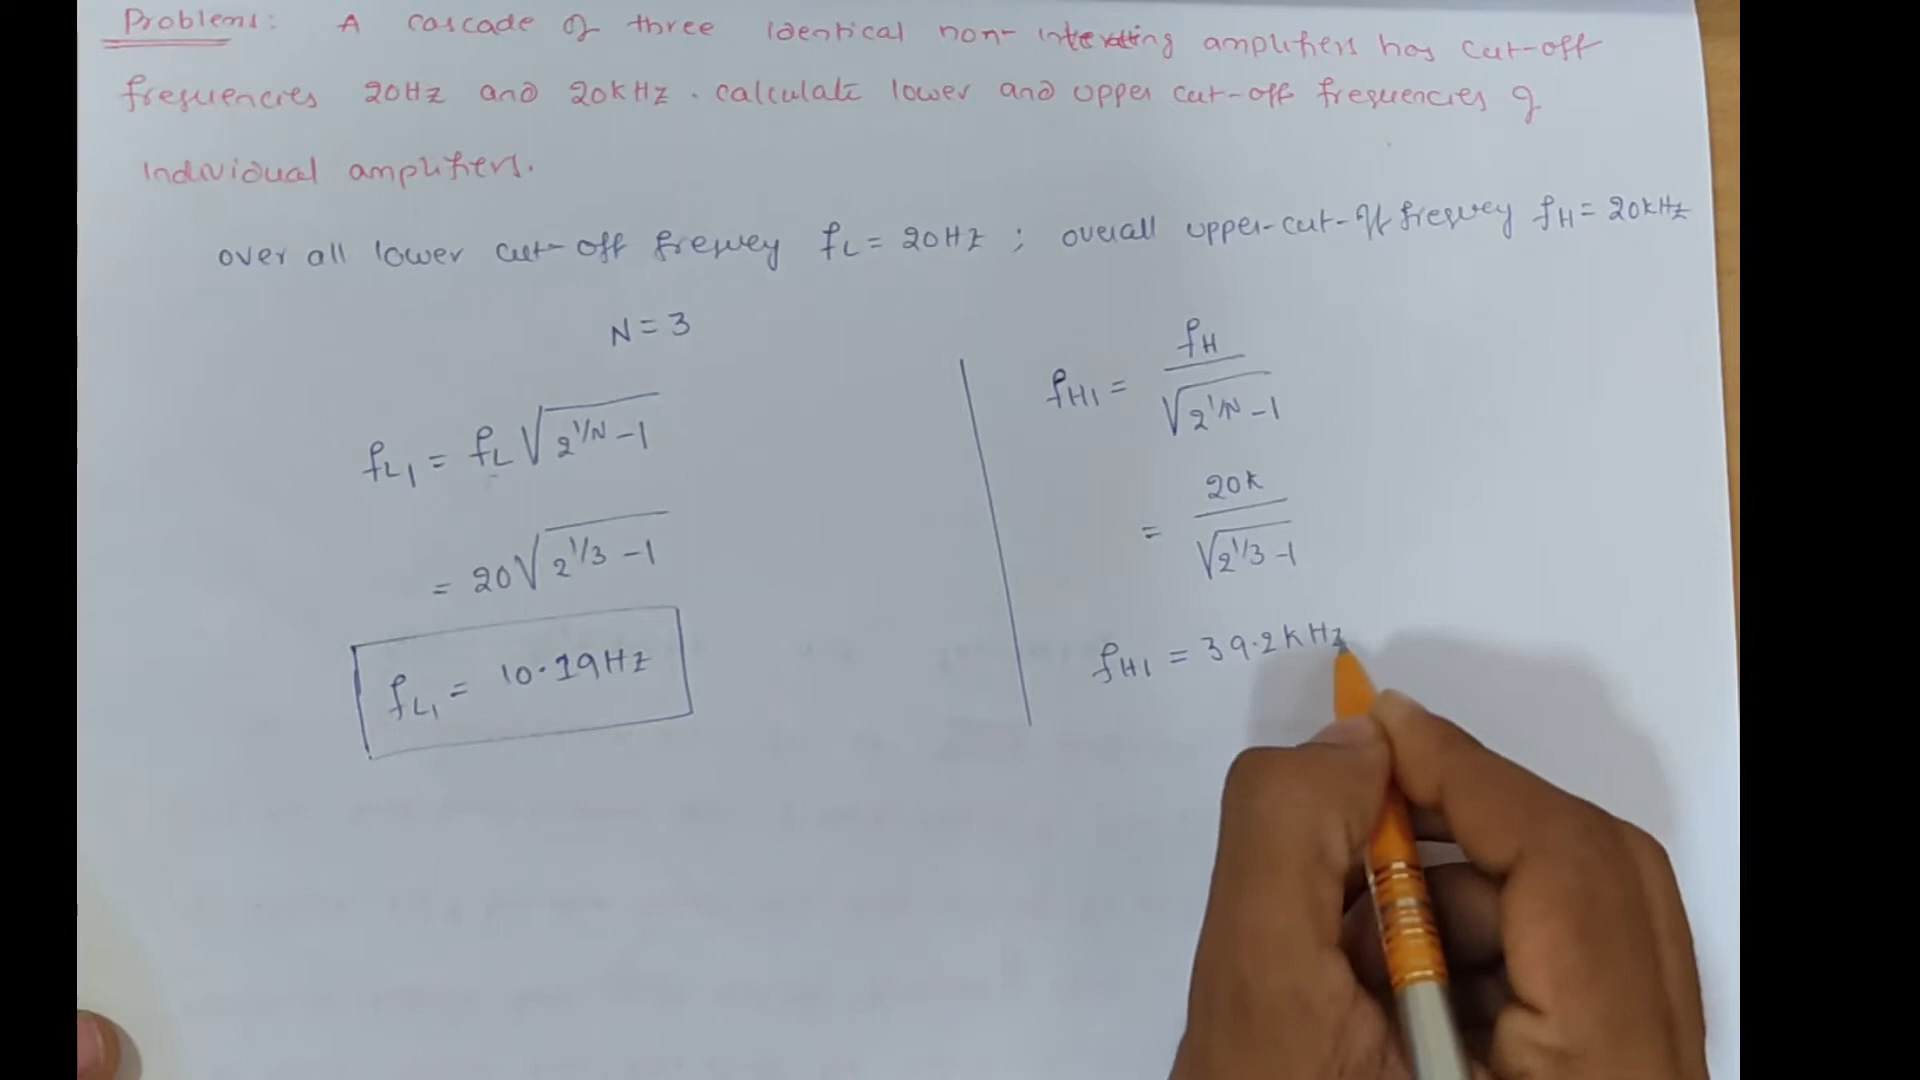 Problems: A cascade of three identical non-interacting amplifiers has cut-off
frequencies 20Hz and 20kHz. calculate lower and upper cut-off frequencies of
individual amplifiers.
over all lower cut-off freqency fL = 20Hz ; overall upper-cut-off freqency fH = 20kHz
N = 3
fL1 = fL √(2^1/N - 1)
= 20 √(2^1/3 - 1)
fL1 = 10.19Hz
fH1 = fH / √(2^1/N - 1)
= 20k / √(2^1/3 - 1)
fH1 = 39.2kHz